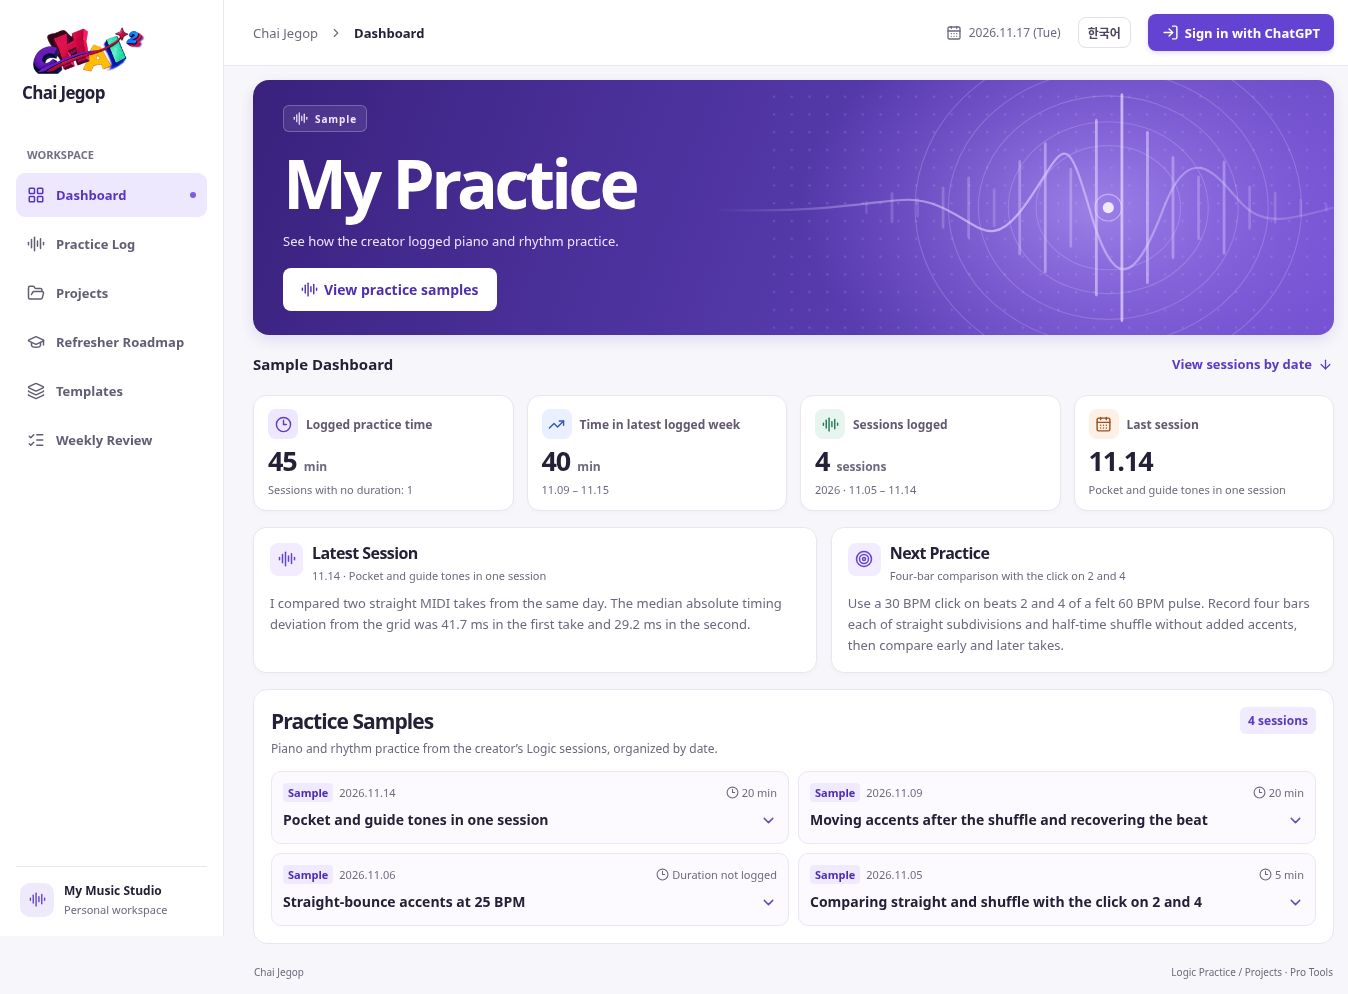 CHAI 2
Chai Jegop
WORKSPACE
Dashboard
Practice Log
Projects
Refresher Roadmap
Templates
Weekly Review
My Music Studio
Personal workspace
Chai Jegop > Dashboard
2026.11.17 (Tue)
한국어
Sign in with ChatGPT
Sample
My Practice
See how the creator logged piano and rhythm practice.
View practice samples
Sample Dashboard
View sessions by date ↓
Logged practice time
45 min
Sessions with no duration: 1
Time in latest logged week
40 min
11.09 – 11.15
Sessions logged
4 sessions
2026 · 11.05 – 11.14
Last session
11.14
Pocket and guide tones in one session
Latest Session
11.14 · Pocket and guide tones in one session
I compared two straight MIDI takes from the same day. The median absolute timing
deviation from the grid was 41.7 ms in the first take and 29.2 ms in the second.
Next Practice
Four-bar comparison with the click on 2 and 4
Use a 30 BPM click on beats 2 and 4 of a felt 60 BPM pulse. Record four bars
each of straight subdivisions and half-time shuffle without added accents,
then compare early and later takes.
Practice Samples
4 sessions
Piano and rhythm practice from the creator’s Logic sessions, organized by date.
Sample 2026.11.14 20 min
Pocket and guide tones in one session
Sample 2026.11.09 20 min
Moving accents after the shuffle and recovering the beat
Sample 2026.11.06 Duration not logged
Straight-bounce accents at 25 BPM
Sample 2026.11.05 5 min
Comparing straight and shuffle with the click on 2 and 4
Chai Jegop
Logic Practice / Projects · Pro Tools